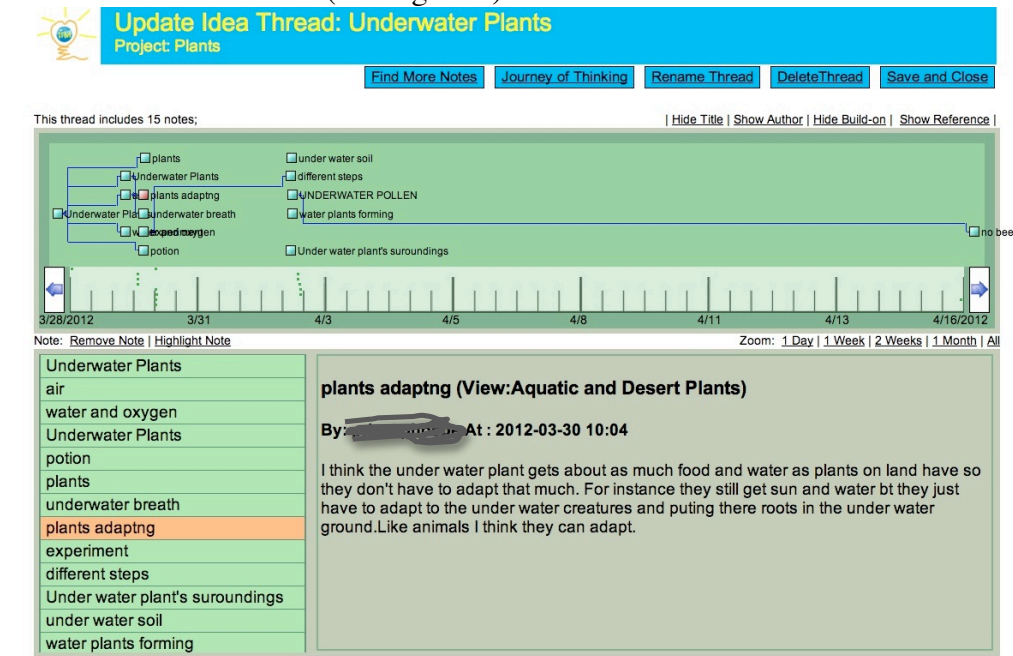 Update Idea Thread: Underwater Plants
Project: Plants
Find More Notes Journey of Thinking Rename Thread DeleteThread Save and Close
This thread includes 15 notes; | Hide Title | Show Author | Hide Build-on | Show Reference |
plants under water soil
Underwater Plants different steps
plants adaptng UNDERWATER POLLEN
Underwater underwater breath water plants forming
no bee
potion Under water plant's suroundings
3/28/2012 3/31 4/3 4/5 4/8 4/11 4/13 4/16/2012
Note: Remove Note | Highlight Note Zoom: 1 Day | 1 Week | 2 Weeks | 1 Month | All
Underwater Plants
air
water and oxygen
Underwater Plants
potion
plants
underwater breath
plants adaptng
experiment
different steps
Under water plant's suroundings
under water soil
water plants forming
plants adaptng (View:Aquatic and Desert Plants)
By: At : 2012-03-30 10:04
I think the under water plant gets about as much food and water as plants on land have so
they don't have to adapt that much. For instance they still get sun and water bt they just
have to adapt to the under water creatures and puting there roots in the under water
ground.Like animals I think they can adapt.